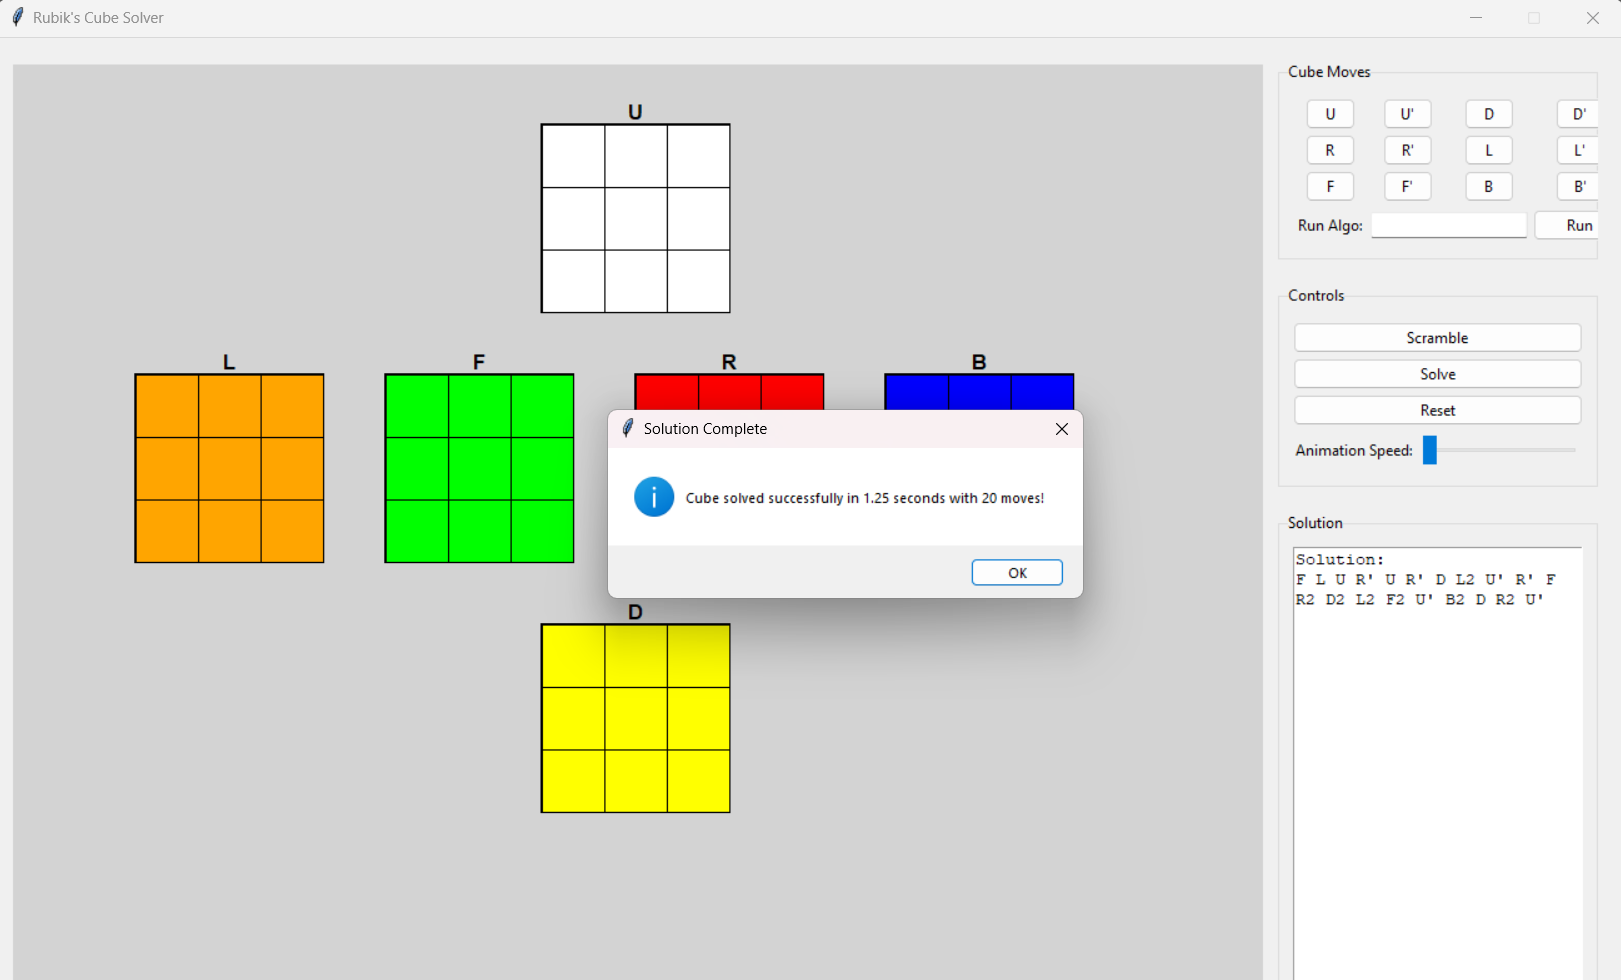 Rubik's Cube Solver
U
L F R B
D
Solution Complete
Cube solved successfully in 1.25 seconds with 20 moves!
OK
Cube Moves
U U' D D'
R R' L L'
F F' B B'
Run Algo: Run
Controls
Scramble
Solve
Reset
Animation Speed:
Solution
Solution:
F L U R' U R' D L2 U' R' F
R2 D2 L2 F2 U' B2 D R2 U'